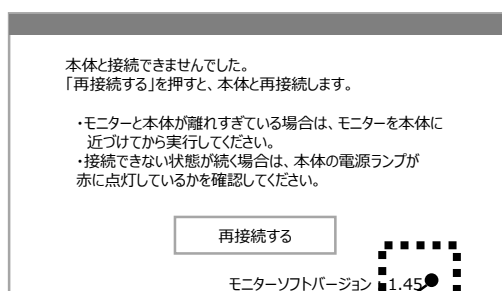 本体と接続できませんでした。
「再接続する」を押すと、本体と再接続します。
・モニターと本体が離れすぎている場合は、モニターを本体に
近づけてから実行してください。
・接続できない状態が続く場合は、本体の電源ランプが
赤に点灯しているかを確認してください。
再接続する
モニターソフトバージョン 1.45